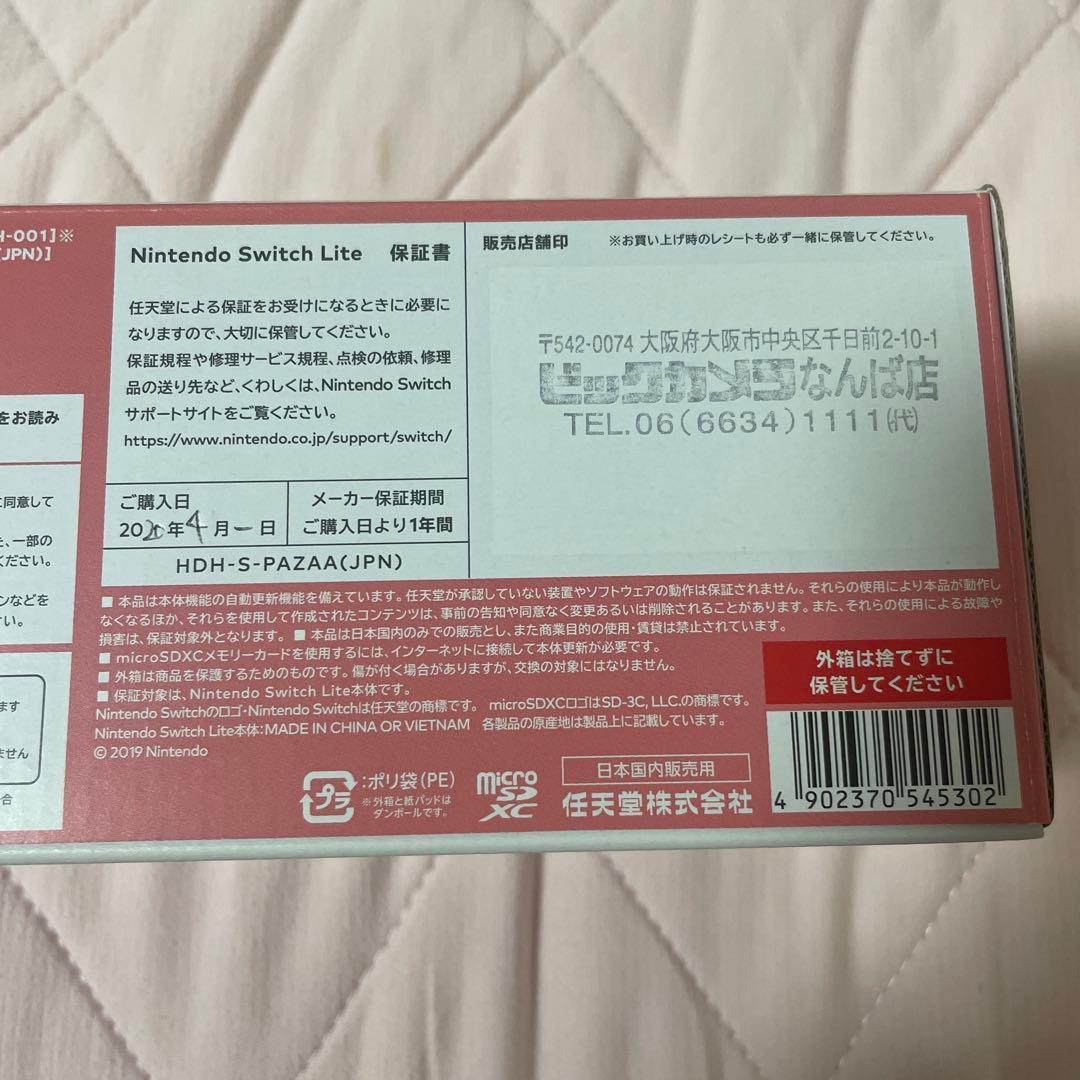 H-001]※
(JPN)]
をお読み
に同意して
た、一部の
ください。
ンなどを
さい。
ます
ません
合
Nintendo Switch Lite 保証書
任天堂による保証をお受けになるときに必要に
なりますので、大切に保管してください。
保証規程や修理サービス規程、点検の依頼、修理
品の送り先など、くわしくは、Nintendo Switch
サポートサイトをご覧ください。
https://www.nintendo.co.jp/support/switch/
ご購入日
2020年4月一日
メーカー保証期間
ご購入日より1年間
HDH-S-PAZAA(JPN)
販売店舗印 ※お買い上げ時のレシートも必ず一緒に保管してください。
〒542-0074 大阪府大阪市中央区千日前2-10-1
ビックカメラなんば店
TEL.06(6634)1111㈹
■ 本品は本体機能の自動更新機能を備えています。任天堂が承認していない装置やソフトウェアの動作は保証されません。それらの使用により本品が動作し
なくなるほか、それらを使用して作成されたコンテンツは、事前の告知や同意なく変更あるいは削除されることがあります。また、それらの使用による故障や
損害は、保証対象外となります。 ■ 本品は日本国内のみでの販売とし、また商業目的の使用・賃貸は禁止されています。
■ microSDXCメモリーカードを使用するには、インターネットに接続して本体更新が必要です。
■ 外箱は商品を保護するためのものです。傷が付く場合がありますが、交換の対象にはなりません。
■ 保証対象は、Nintendo Switch Lite本体です。
Nintendo Switchのロゴ・Nintendo Switchは任天堂の商標です。 microSDXCロゴはSD-3C, LLC.の商標です。
Nintendo Switch Lite本体:MADE IN CHINA OR VIETNAM 各製品の原産地は製品上に記載しています。
© 2019 Nintendo
外箱は捨てずに
保管してください
プラ
:ポリ袋(PE)
※外箱と紙パッドは
ダンボールです。
micro
SD
XC
日本国内販売用
任天堂株式会社
4 902370 545302